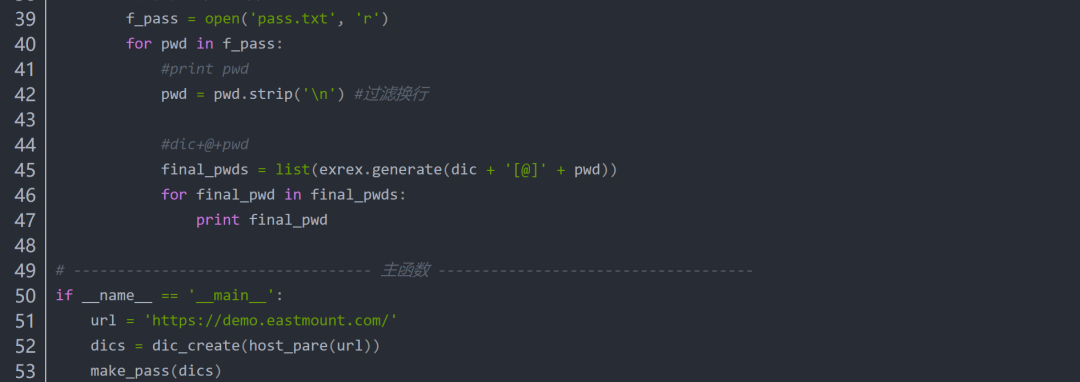 39 f_pass = open('pass.txt', 'r')
40 for pwd in f_pass:
41 #print pwd
42 pwd = pwd.strip('\n') #过滤换行
43
44 #dic+@+pwd
45 final_pwds = list(exrex.generate(dic + '[@]' + pwd))
46 for final_pwd in final_pwds:
47 print final_pwd
48
49 # ---------------------------------- 主函数 ------------------------------------
50 if __name__ == '__main__':
51 url = 'https://demo.eastmount.com/'
52 dics = dic_create(host_pare(url))
53 make_pass(dics)